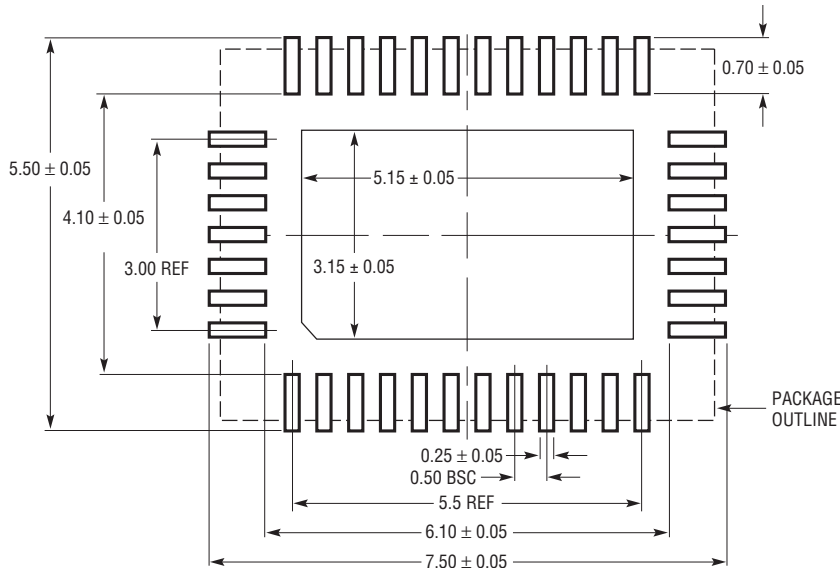 0.70 ± 0.05
5.50 ± 0.05
5.15 ± 0.05
4.10 ± 0.05
3.00 REF
3.15 ± 0.05
PACKAGE
OUTLINE
0.25 ± 0.05
0.50 BSC
5.5 REF
6.10 ± 0.05
7.50 ± 0.05